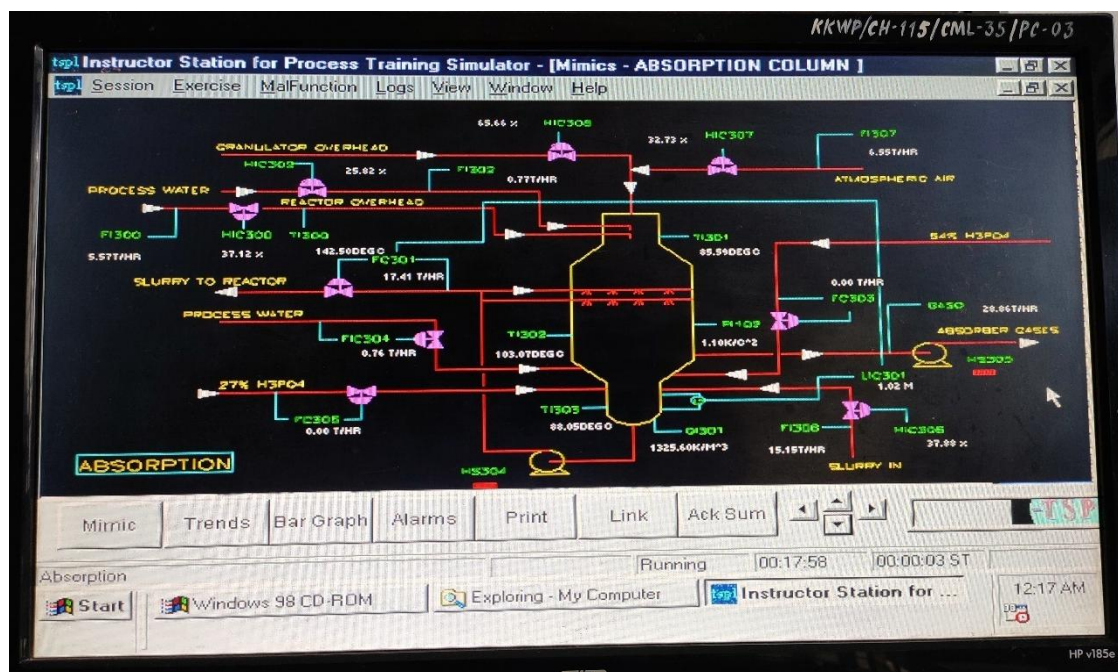 KKWP/CH-115/CML-35/PC-03
tspl Instructor Station for Process Training Simulator - [Mimics - ABSORPTION COLUMN ]
tspl Session Exercise MalFunction Logs View Window Help
65.66 % HIC308
32.73 % HIC307 FI307
6.55T/HR
GRANULATOR OVERHEAD
HIC302 25.82 % FI302
0.77T/HR
ATMOSPHERIC AIR
PROCESS WATER
REACTOR OVERHEAD
FI300 HIC300 TI300
5.57T/HR 37.12 % 142.50DEGC
TI301
85.59DEGC
54% H3PO4
FC301
17.41 T/HR
0.00 T/HR
FC303
SLURRY TO REACTOR
GASO 20.06T/HR
PROCESS WATER
FIC304
0.76 T/HR
TI302
103.07DEGC
1.10K/C^2
ABSORBER GASES
HS303
LIC301
1.02 M
27% H3PO4
FC305
0.00 T/HR
TI303
88.05DEGC
DI301
1325.60K/M^3
FI306
15.15T/HR
HIC306
37.88 %
ABSORPTION
HS304
SLURRY IN
Mimic Trends Bar Graph Alarms Print Link Ack Sum
Running 00:17:58 00:00:03 ST
Absorption
Start Windows 98 CD-ROM Exploring - My Computer tspl Instructor Station for ... 12:17 AM
HP v185e